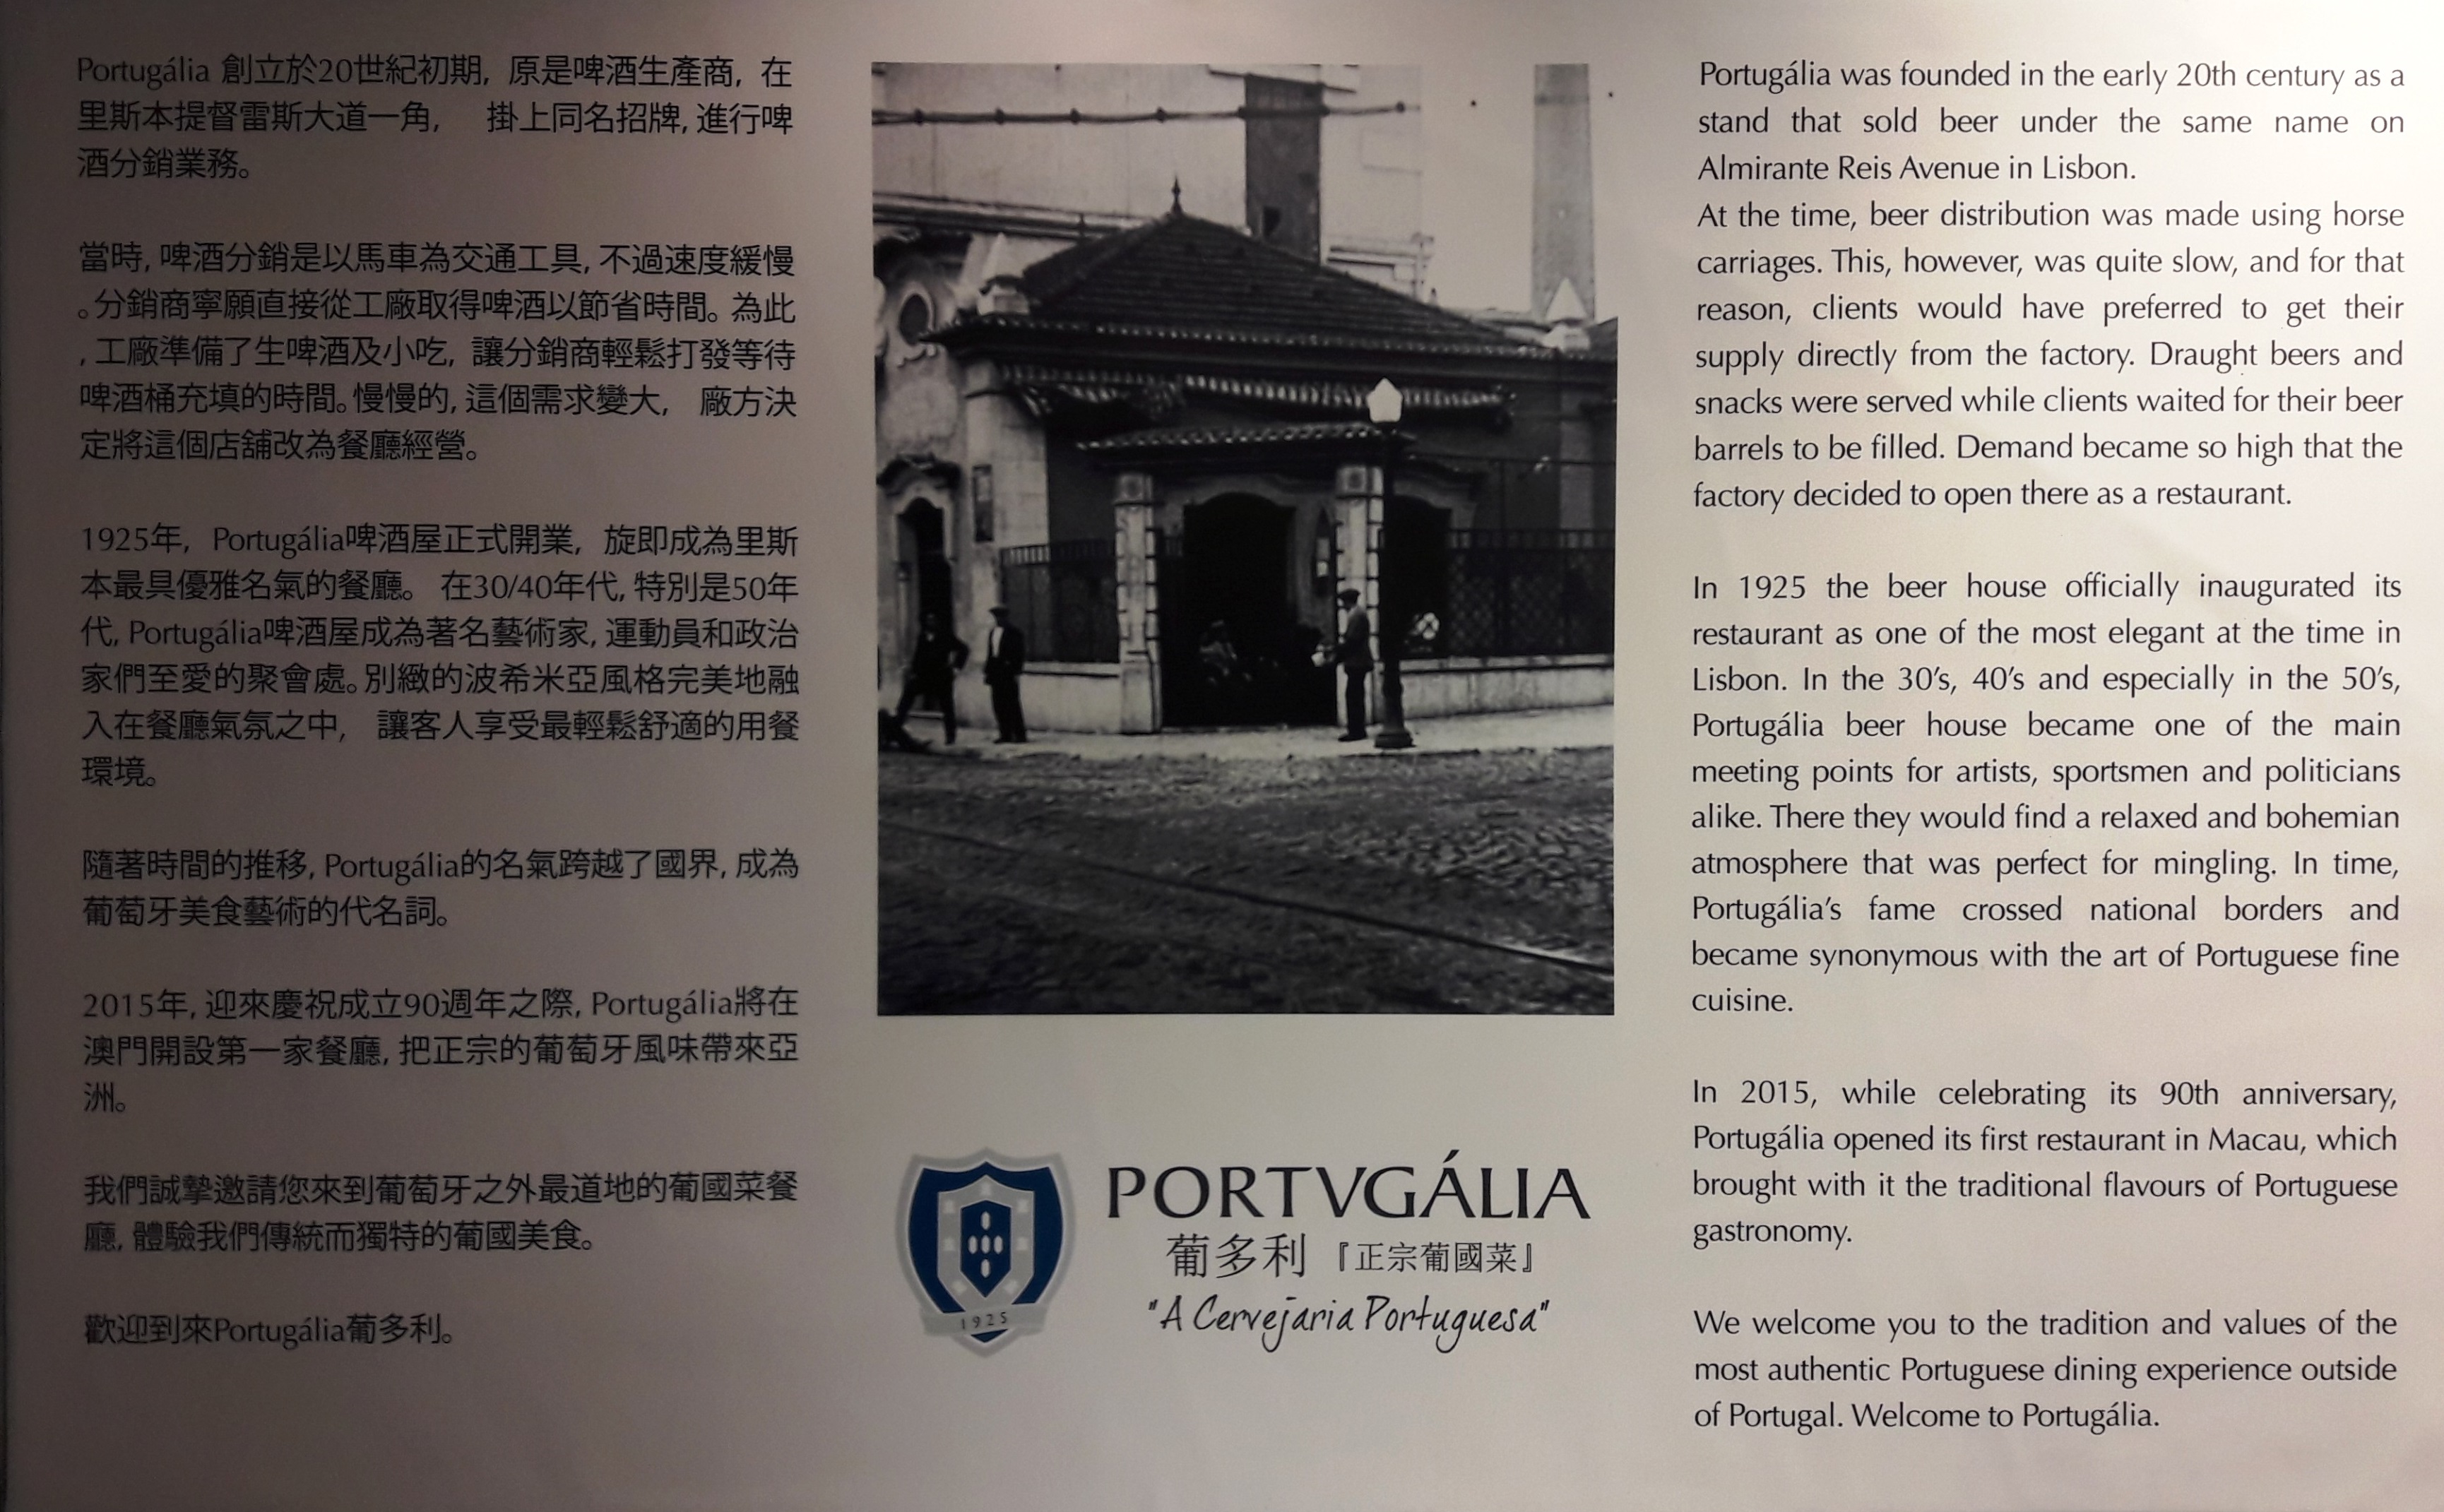 Portugália 創立於20世紀初期, 原是啤酒生產商, 在
里斯本提督雷斯大道一角, 掛上同名招牌, 進行啤
酒分銷業務。
當時, 啤酒分銷是以馬車為交通工具, 不過速度緩慢
。分銷商寧願直接從工廠取得啤酒以節省時間。為此
, 工廠準備了生啤酒及小吃, 讓分銷商輕鬆打發等待
啤酒桶充填的時間。慢慢的, 這個需求變大, 廠方決
定將這個店舖改為餐廳經營。
1925年, Portugália啤酒屋正式開業, 旋即成為里斯
本最具優雅名氣的餐廳。 在30/40年代, 特別是50年
代, Portugália啤酒屋成為著名藝術家, 運動員和政治
家們至愛的聚會處。別緻的波希米亞風格完美地融
入在餐廳氣氛之中, 讓客人享受最輕鬆舒適的用餐
環境。
隨著時間的推移, Portugália的名氣跨越了國界, 成為
葡萄牙美食藝術的代名詞。
2015年, 迎來慶祝成立90週年之際, Portugália將在
澳門開設第一家餐廳, 把正宗的葡萄牙風味帶來亞
洲。
我們誠摯邀請您來到葡萄牙之外最道地的葡國菜餐
廳, 體驗我們傳統而獨特的葡國美食。
歡迎到來Portugália葡多利。
1925
PORTVGÁLIA
葡多利『正宗葡國菜』
"A Cervejaria Portuguesa"
Portugália was founded in the early 20th century as a
stand that sold beer under the same name on
Almirante Reis Avenue in Lisbon.
At the time, beer distribution was made using horse
carriages. This, however, was quite slow, and for that
reason, clients would have preferred to get their
supply directly from the factory. Draught beers and
snacks were served while clients waited for their beer
barrels to be filled. Demand became so high that the
factory decided to open there as a restaurant.
In 1925 the beer house officially inaugurated its
restaurant as one of the most elegant at the time in
Lisbon. In the 30's, 40's and especially in the 50's,
Portugália beer house became one of the main
meeting points for artists, sportsmen and politicians
alike. There they would find a relaxed and bohemian
atmosphere that was perfect for mingling. In time,
Portugália's fame crossed national borders and
became synonymous with the art of Portuguese fine
cuisine.
In 2015, while celebrating its 90th anniversary,
Portugália opened its first restaurant in Macau, which
brought with it the traditional flavours of Portuguese
gastronomy.
We welcome you to the tradition and values of the
most authentic Portuguese dining experience outside
of Portugal. Welcome to Portugália.